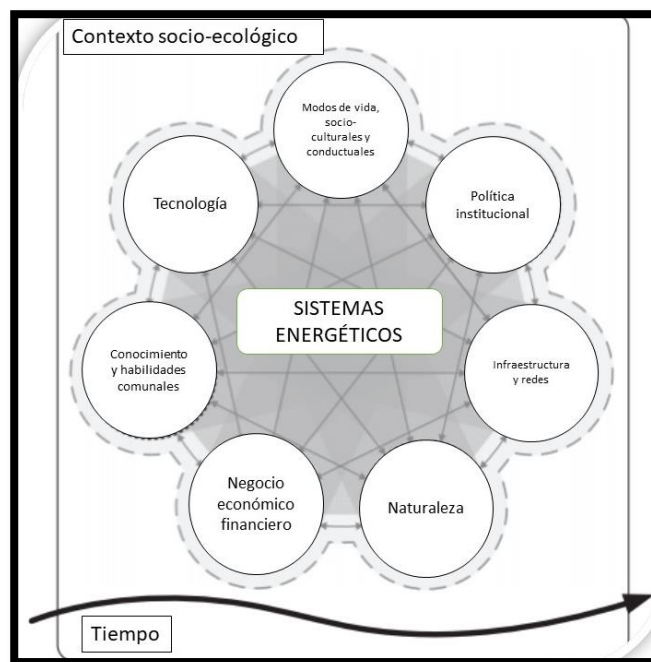 Contexto socio-ecológico
Modos de vida,
socio-
culturales y
conductuales
Tecnología
Política
institucional
SISTEMAS
ENERGÉTICOS
Conocimiento
y habilidades
comunales
Infraestructura
y redes
Negocio
económico
financiero
Naturaleza
Tiempo